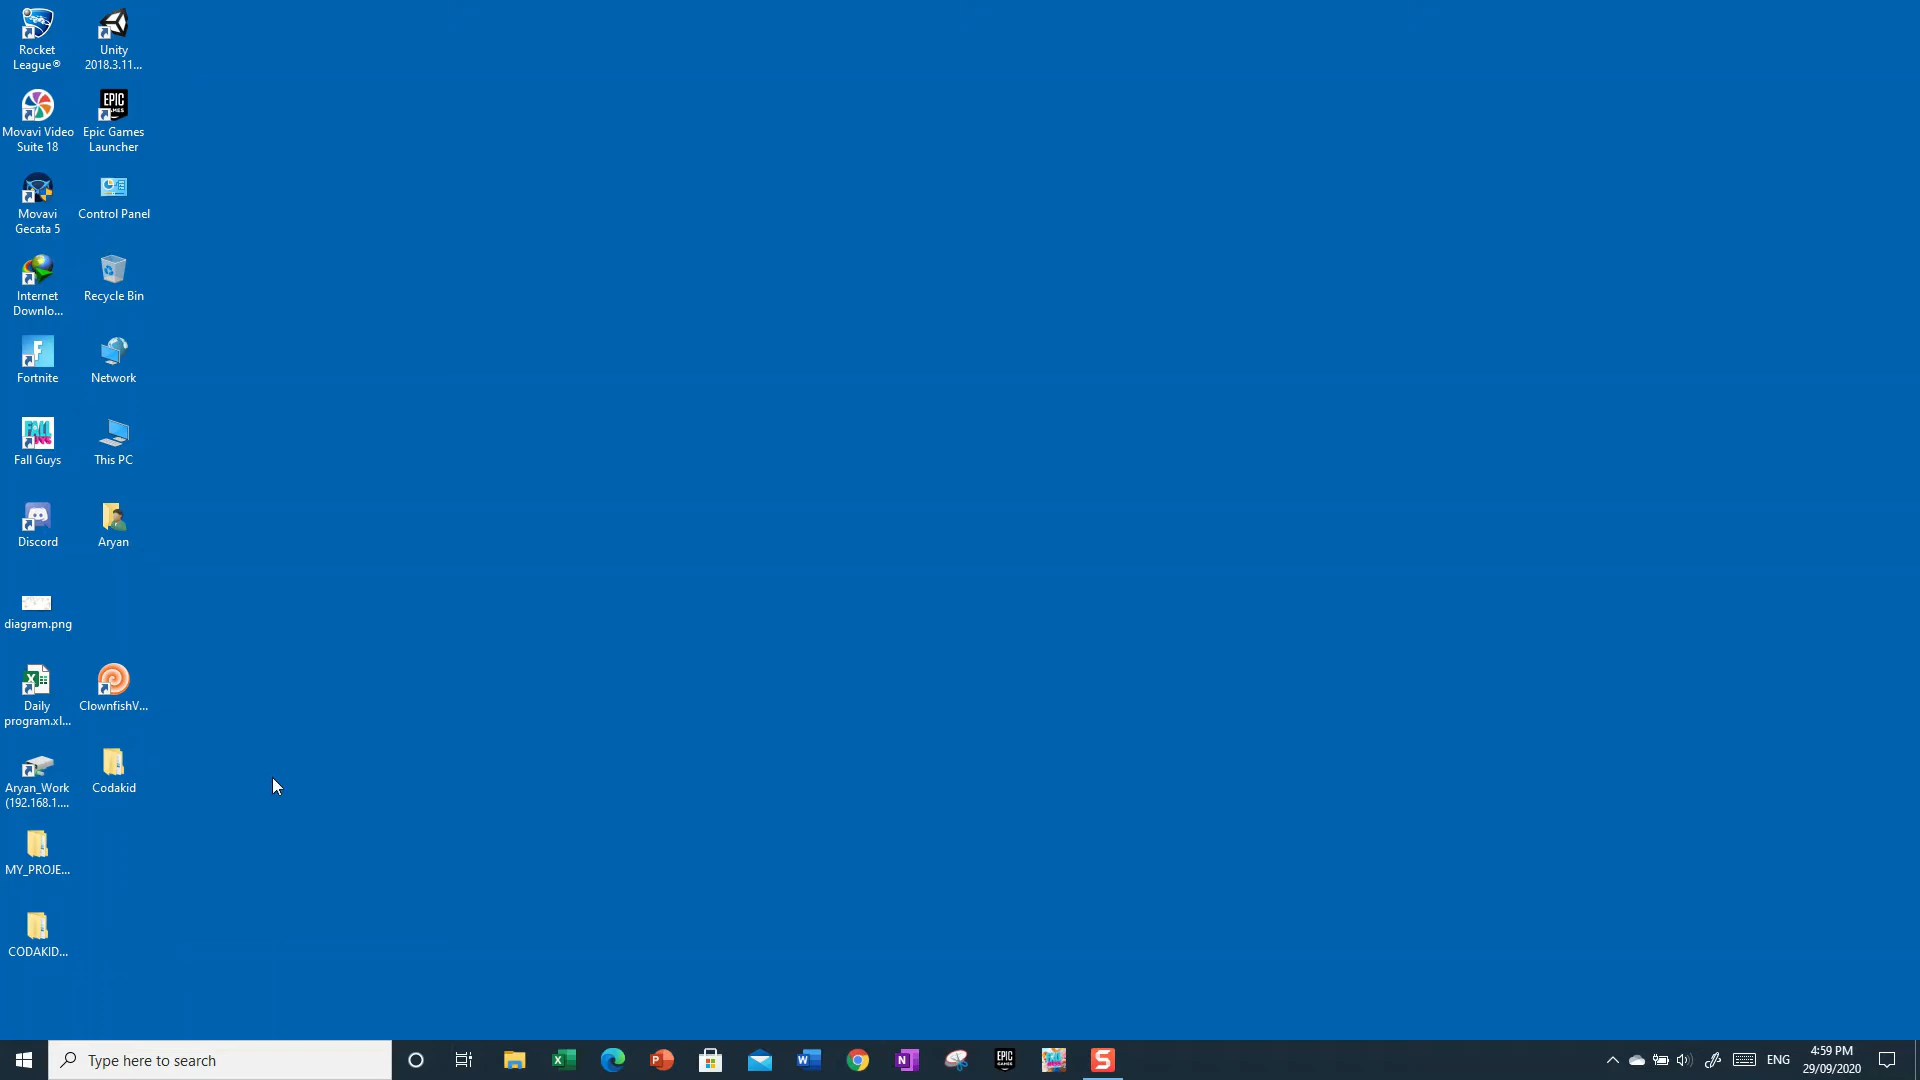 Rocket
League®
Unity
2018.3.11...
Movavi Video
Suite 18
EPIC
GAMES
Epic Games
Launcher
Movavi
Gecata 5
Control Panel
Internet
Downlo...
Recycle Bin
Fortnite
Network
FALL
Fall Guys
This PC
Discord
Aryan
diagram.png
Daily
program.xl...
ClownfishV...
Aryan_Work
(192.168.1....
Codakid
MY_PROJE...
CODAKID...
Type here to search
EPIC
GAMES
ENG
4:59 PM
29/09/2020